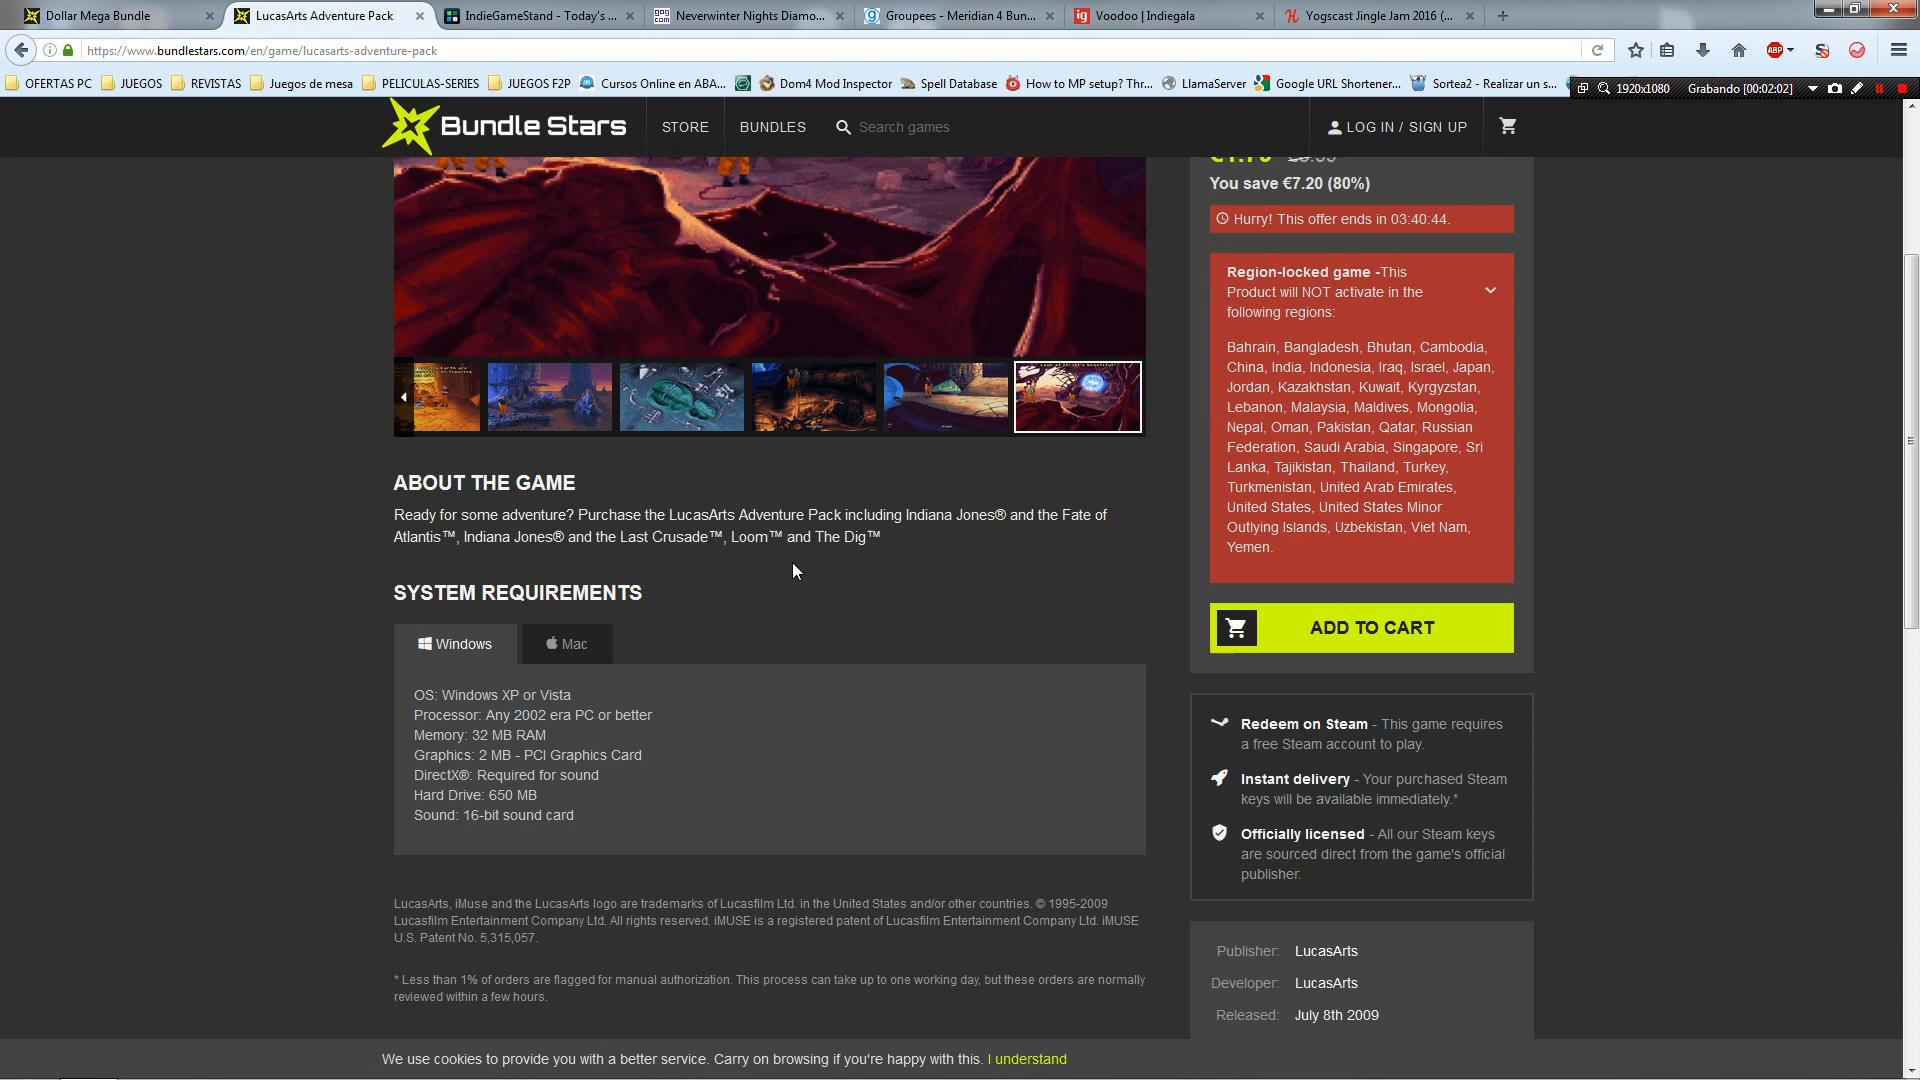 Dollar Mega Bundle
LucasArts Adventure Pack
IndieGameStand - Today's ...
Neverwinter Nights Diamo...
Groupees - Meridian 4 Bun...
Voodoo | Indiegala
Yogscast Jingle Jam 2016 (...
https://www.bundlestars.com/en/game/lucasarts-adventure-pack
OFERTAS PC
JUEGOS
REVISTAS
Juegos de mesa
PELICULAS-SERIES
JUEGOS F2P
Cursos Online en ABA...
Dom4 Mod Inspector
Spell Database
How to MP setup? Thr...
LlamaServer
Google URL Shortener...
Sortea2 - Realizar un s...
1920x1080
Grabando [00:02:02]
Bundle Stars
STORE
BUNDLES
Search games
LOG IN / SIGN UP
You save €7.20 (80%)
Hurry! This offer ends in 03:40:44.
Region-locked game -This
Product will NOT activate in the
following regions:
Bahrain, Bangladesh, Bhutan, Cambodia,
China, India, Indonesia, Iraq, Israel, Japan,
Jordan, Kazakhstan, Kuwait, Kyrgyzstan,
Lebanon, Malaysia, Maldives, Mongolia,
Nepal, Oman, Pakistan, Qatar, Russian
Federation, Saudi Arabia, Singapore, Sri
Lanka, Tajikistan, Thailand, Turkey,
Turkmenistan, United Arab Emirates,
United States, United States Minor
Outlying Islands, Uzbekistan, Viet Nam,
Yemen.
ADD TO CART
ABOUT THE GAME
Ready for some adventure? Purchase the LucasArts Adventure Pack including Indiana Jones® and the Fate of
Atlantis™, Indiana Jones® and the Last Crusade™, Loom™ and The Dig™
SYSTEM REQUIREMENTS
Windows
Mac
OS: Windows XP or Vista
Processor: Any 2002 era PC or better
Memory: 32 MB RAM
Graphics: 2 MB - PCI Graphics Card
DirectX®: Required for sound
Hard Drive: 650 MB
Sound: 16-bit sound card
Redeem on Steam - This game requires
a free Steam account to play.
Instant delivery - Your purchased Steam
keys will be available immediately.*
Officially licensed - All our Steam keys
are sourced direct from the game's official
publisher.
LucasArts, iMuse and the LucasArts logo are trademarks of Lucasfilm Ltd. in the United States and/or other countries. © 1995-2009
Lucasfilm Entertainment Company Ltd. All rights reserved. iMUSE is a registered patent of Lucasfilm Entertainment Company Ltd. iMUSE
U.S. Patent No. 5,315,057.
* Less than 1% of orders are flagged for manual authorization. This process can take up to one working day, but these orders are normally
reviewed within a few hours.
Publisher: LucasArts
Developer: LucasArts
Released: July 8th 2009
We use cookies to provide you with a better service. Carry on browsing if you're happy with this. I understand